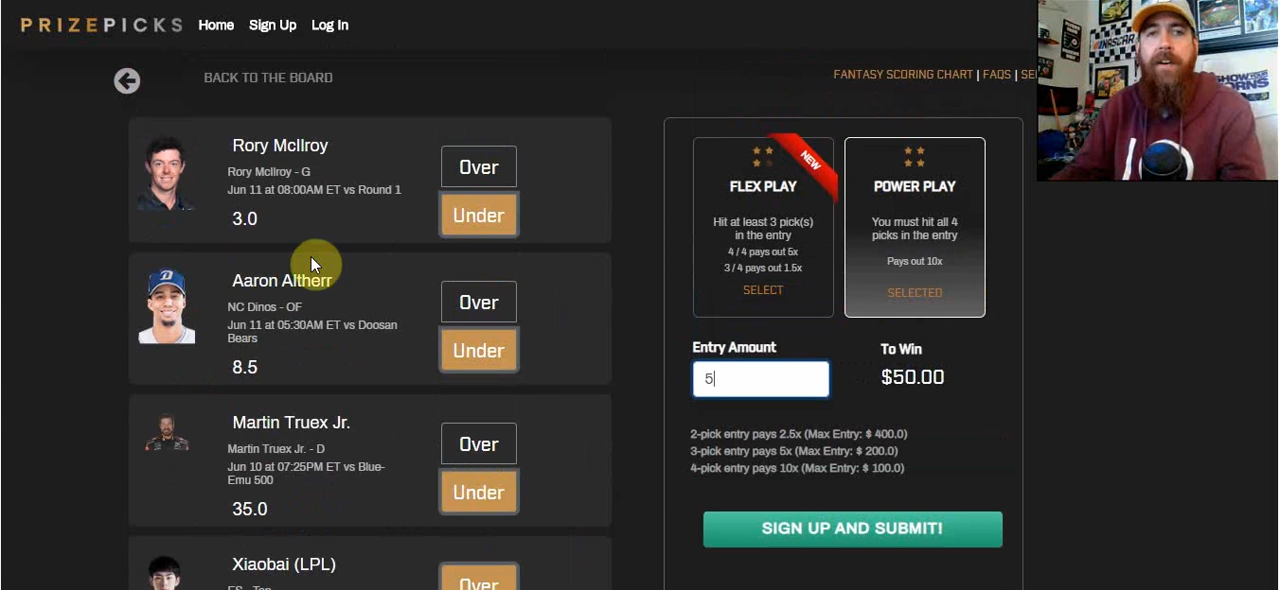 PRIZEPICKS Home Sign Up Log In
BACK TO THE BOARD
FANTASY SCORING CHART | FAQS | SE
Rory McIlroy
Rory McIlroy - G
Jun 11 at 08:00AM ET vs Round 1
3.0
Over
Under
Aaron Altherr
NC Dinos - OF
Jun 11 at 05:30AM ET vs Doosan
Bears
8.5
Over
Under
Martin Truex Jr.
Martin Truex Jr. - D
Jun 10 at 07:25PM ET vs Blue-
Emu 500
35.0
Over
Under
Xiaobai (LPL)
Over
NEW
FLEX PLAY
Hit at least 3 pick(s)
in the entry
4 / 4 pays out 5x
3 / 4 pays out 1.5x
SELECT
POWER PLAY
You must hit all 4
picks in the entry
Pays out 10x
SELECTED
Entry Amount
5
To Win
$50.00
2-pick entry pays 2.5x (Max Entry: $ 400.0)
3-pick entry pays 5x (Max Entry: $ 200.0)
4-pick entry pays 10x (Max Entry: $ 100.0)
SIGN UP AND SUBMIT!
NASCAR